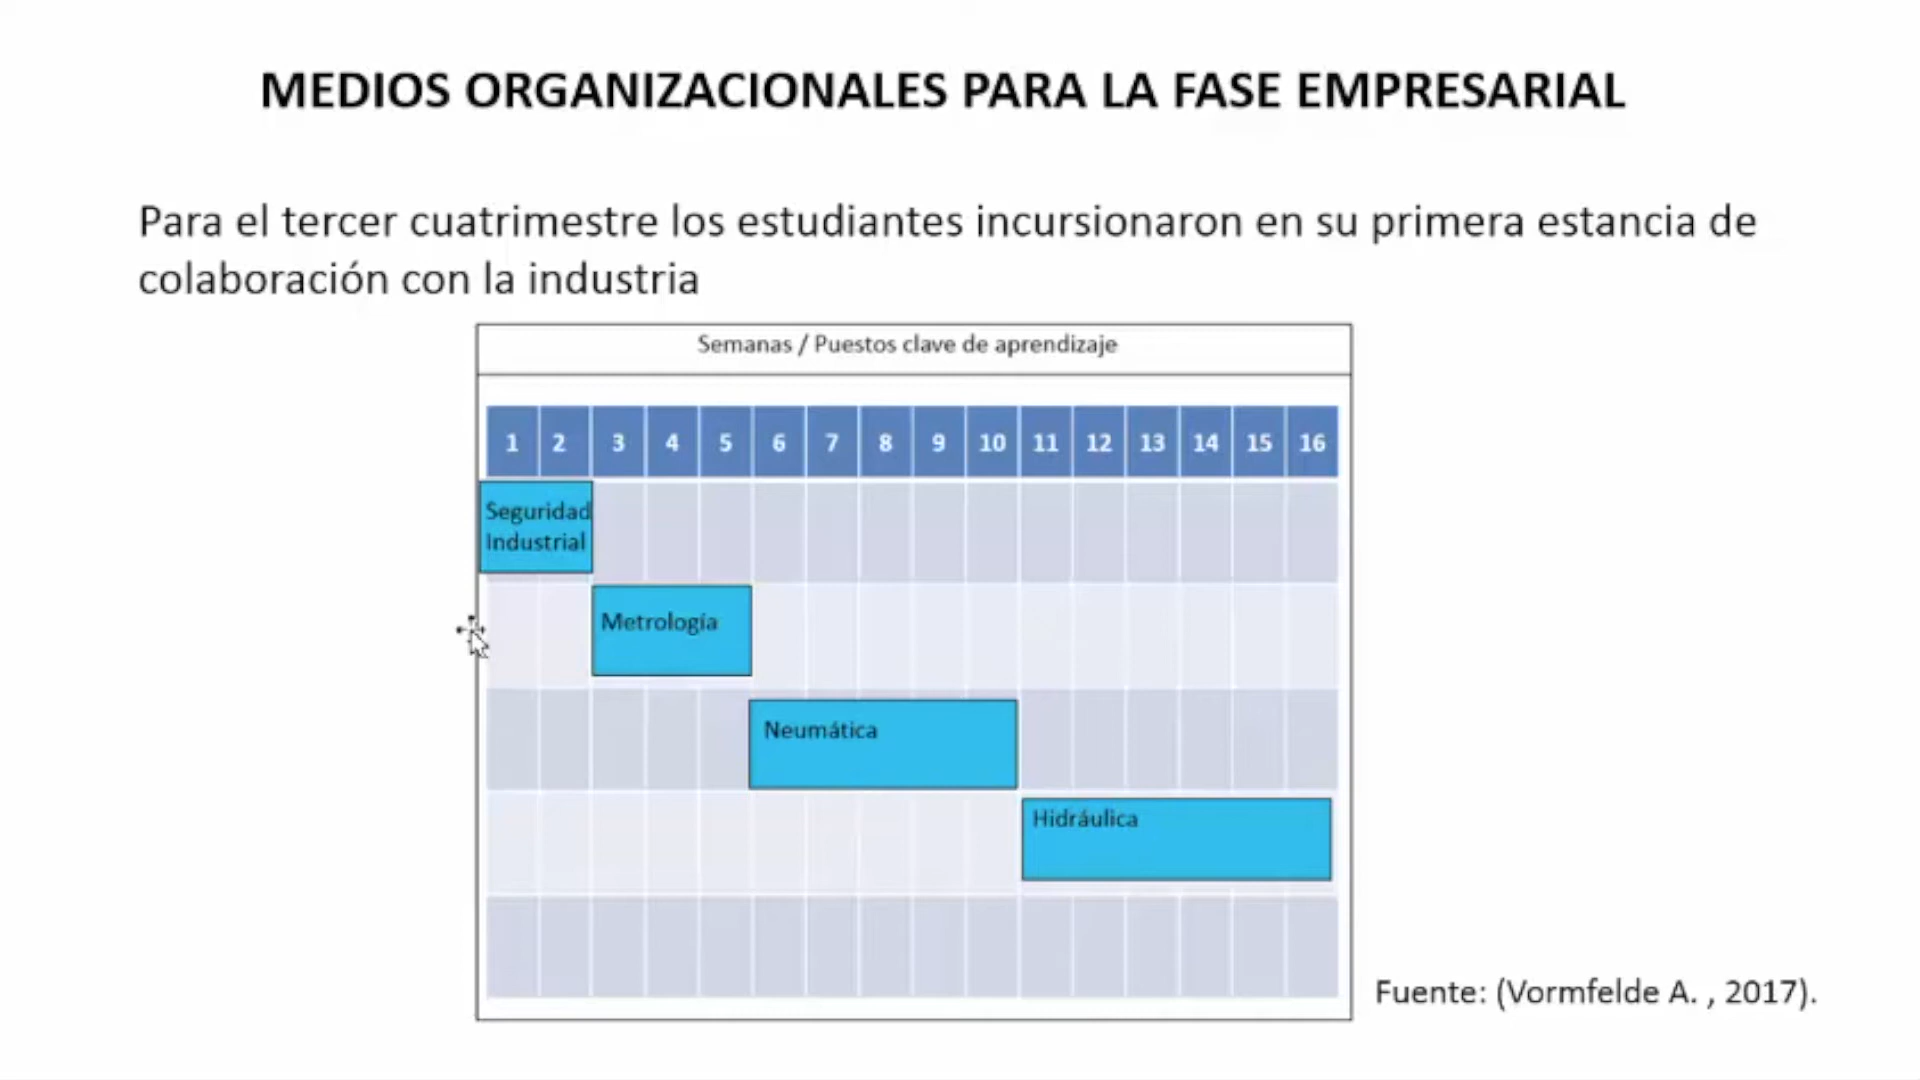 MEDIOS ORGANIZACIONALES PARA LA FASE EMPRESARIAL
Para el tercer cuatrimestre los estudiantes incursionaron en su primera estancia de
colaboración con la industria
Semanas / Puestos clave de aprendizaje
1 2 3 4 5 6 7 8 9 10 11 12 13 14 15 16
Seguridad
Industrial
Metrología
Neumática
Hidráulica
Fuente: (Vormfelde A. , 2017).